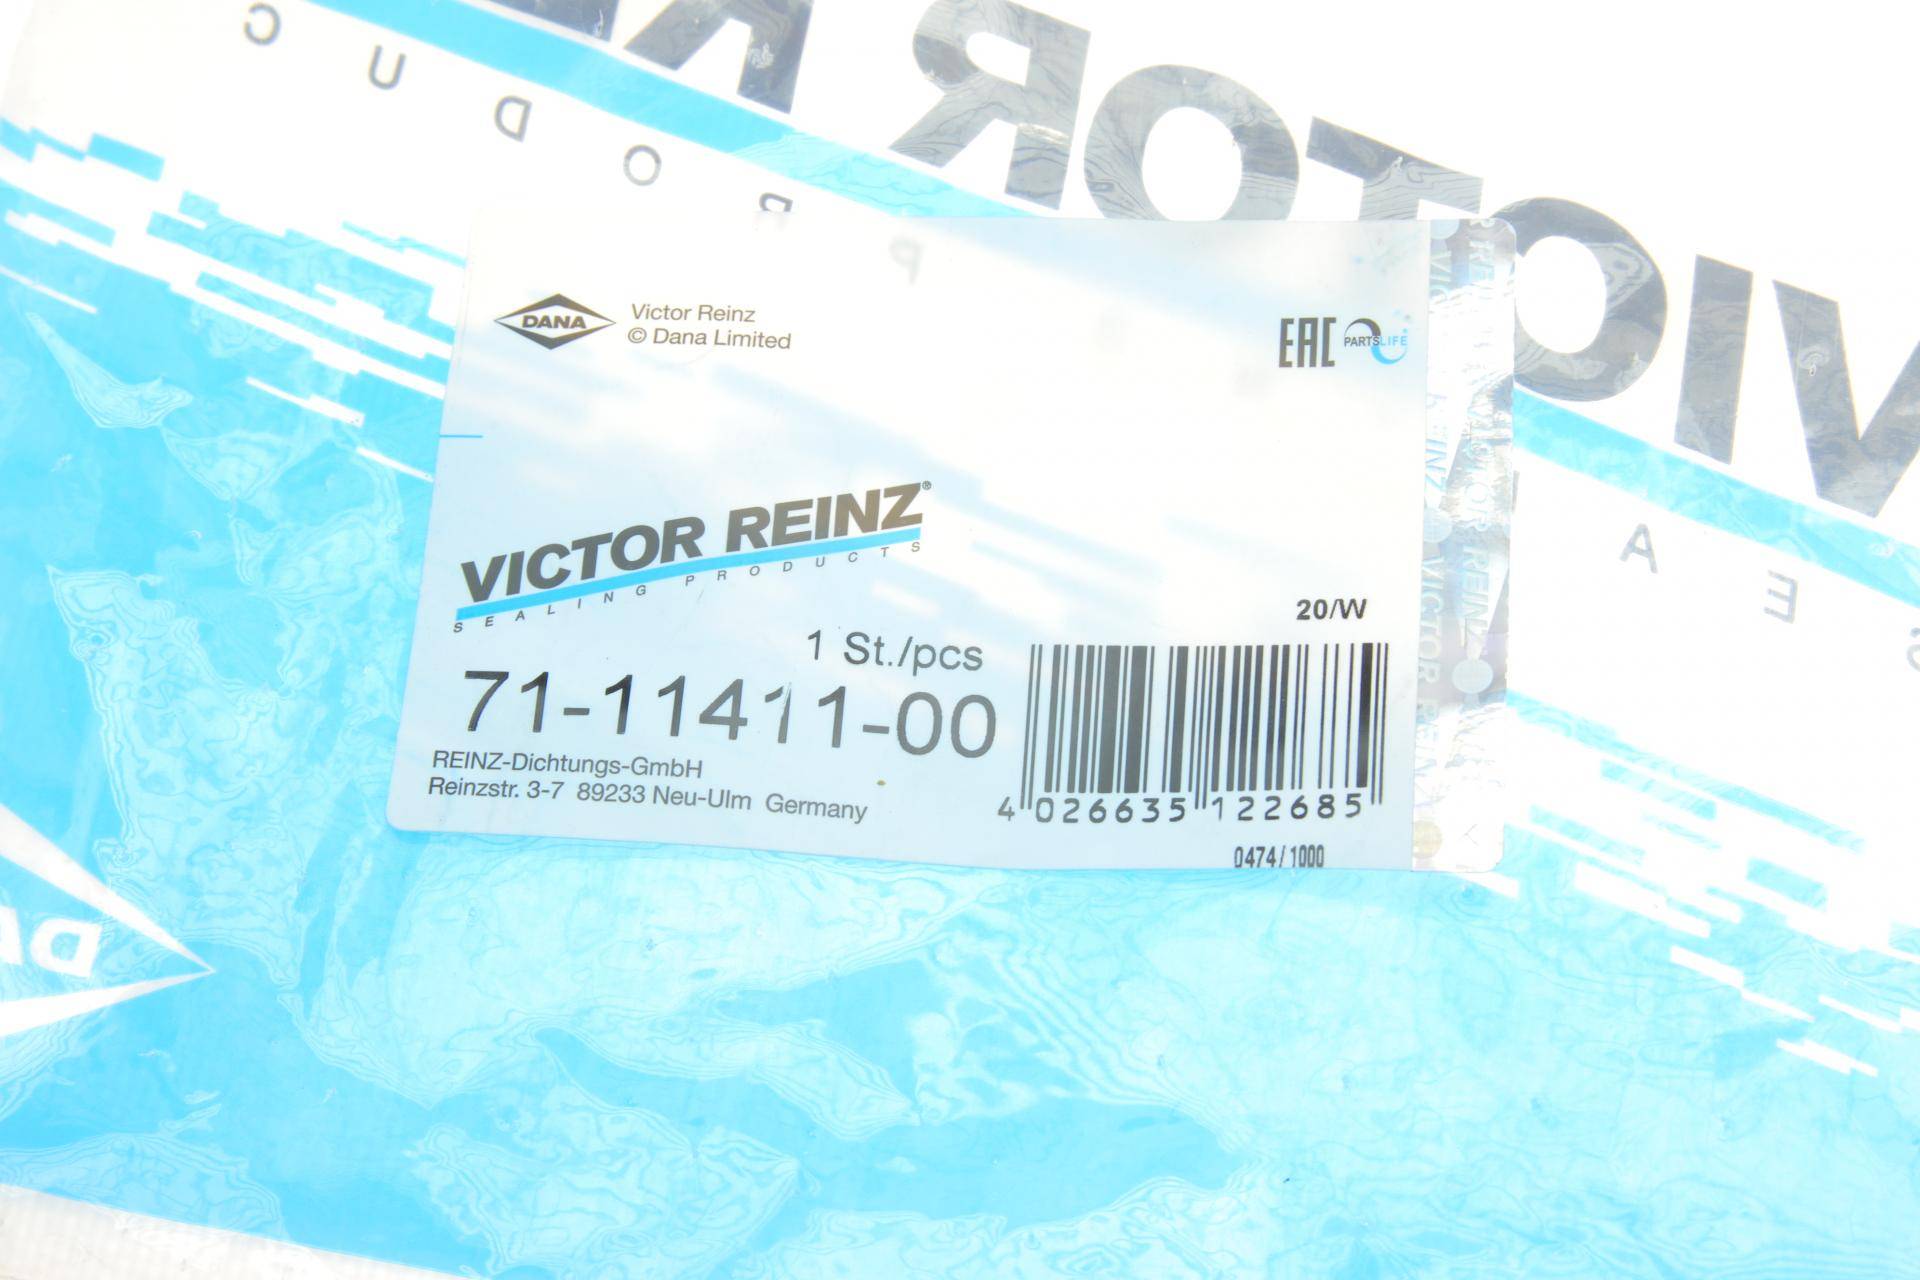 DANA
Victor Reinz
© Dana Limited
EAC
PARTSLIFE
VICTOR REINZ®
SEALING PRODUCTS
20/W
1 St./pcs
71-11411-00
REINZ-Dichtungs-GmbH
Reinzstr. 3-7 89233 Neu-Ulm Germany
4 026635 122685
0474/1000
VICTOR